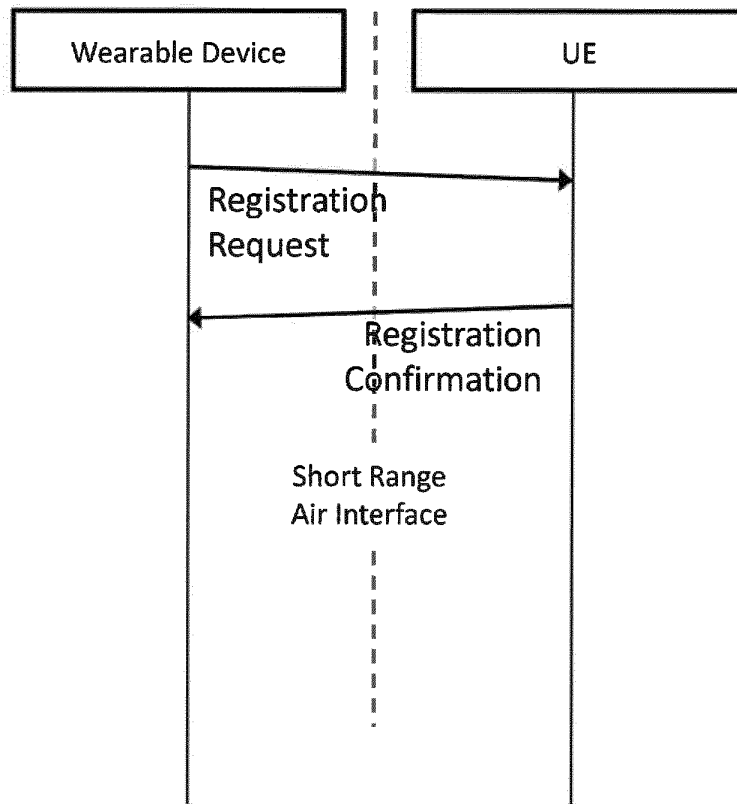 Wearable Device
UE
Registration
Request
Registration
Confirmation
Short Range
Air Interface